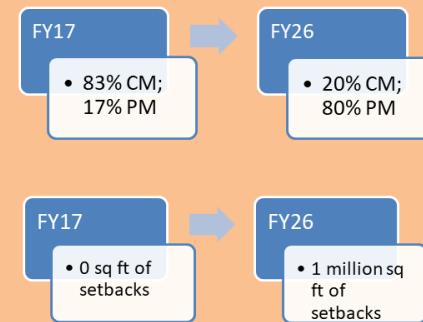 FY17
• 83% CM;
17% PM
FY26
• 20% CM;
80% PM
FY17
• 0 sq ft of
setbacks
FY26
• 1 million sq
ft of
setbacks